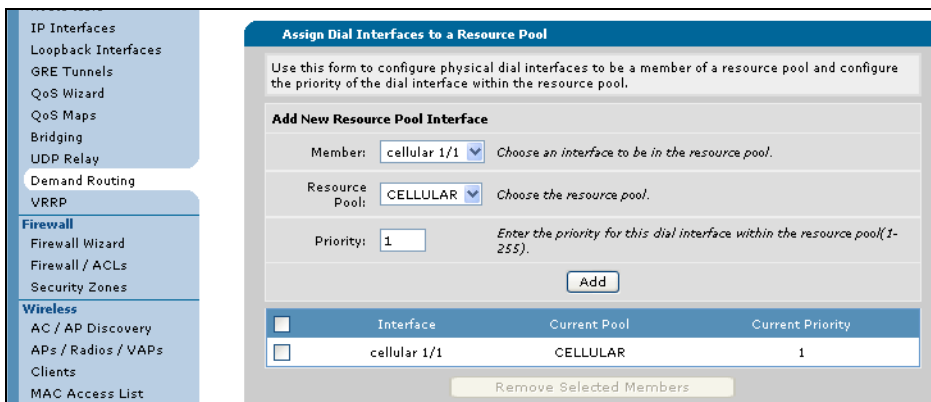 IP Interfaces
Loopback Interfaces
GRE Tunnels
QoS Wizard
QoS Maps
Bridging
UDP Relay
Demand Routing
VRRP
Firewall
Firewall Wizard
Firewall / ACLs
Security Zones
Wireless
AC / AP Discovery
APs / Radios / VAPs
Clients
MAC Access List
Assign Dial Interfaces to a Resource Pool
Use this form to configure physical dial interfaces to be a member of a resource pool and configure
the priority of the dial interface within the resource pool.
Add New Resource Pool Interface
Member: cellular 1/1 Choose an interface to be in the resource pool.
Resource
Pool: CELLULAR Choose the resource pool.
Priority: 1 Enter the priority for this dial interface within the resource pool(1-
255).
Add
Interface Current Pool Current Priority
cellular 1/1 CELLULAR 1
Remove Selected Members